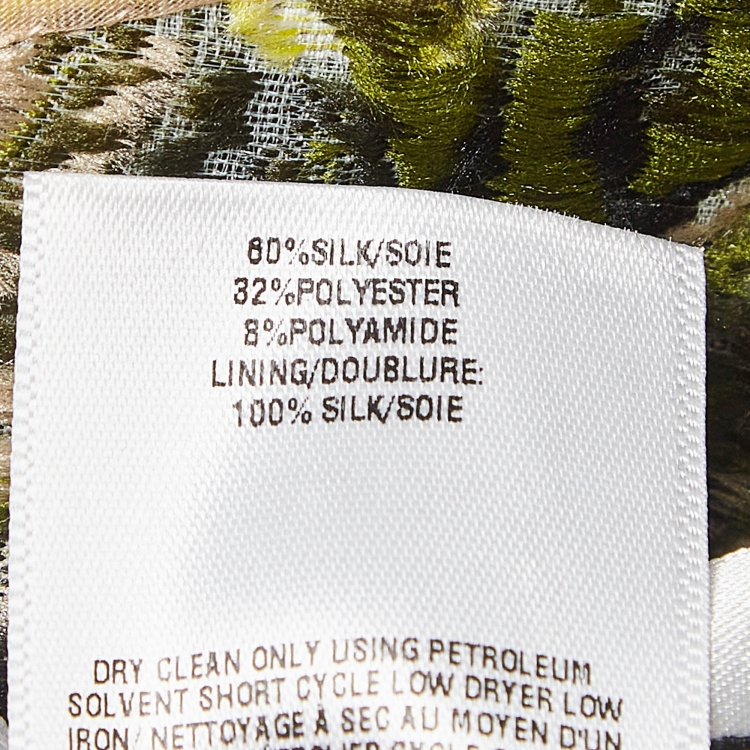 60%SILK/SOIE
32%POLYESTER
8%POLYAMIDE
LINING/DOUBLURE:
100% SILK/SOIE
DRY CLEAN ONLY USING PETROLEUM
SOLVENT SHORT CYCLE LOW DRYER LOW
IRON/ NETTOYAGE À SEC AU MOYEN D'UN
CYCLE